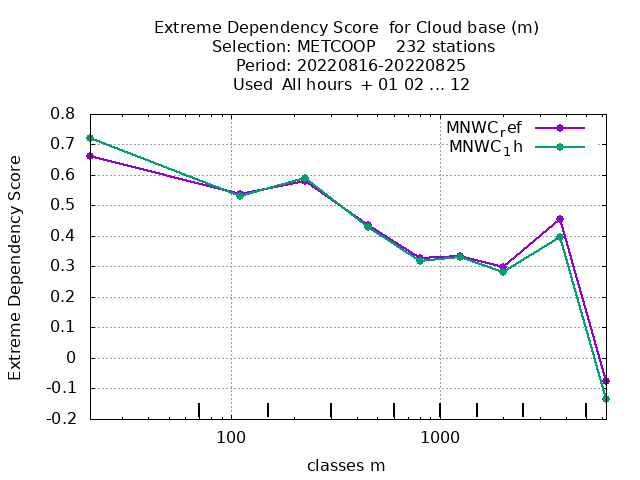 Extreme Dependency Score  for Cloud base (m)
Selection: METCOOP    232 stations
Period: 20220816-20220825
Used  All hours  + 01 02 ... 12
MNWC_ref
MNWC_1h
Extreme Dependency Score
0.8
0.7
0.6
0.5
0.4
0.3
0.2
0.1
0
-0.1
-0.2
100 1000
classes m